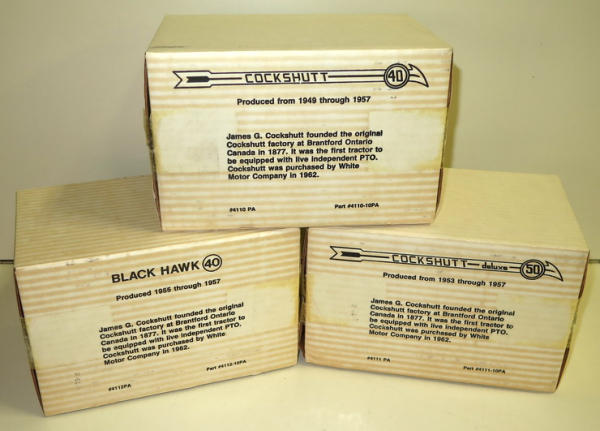 COCKSHUTT 40
Produced from 1949 through 1957
James G. Cockshutt founded the original
Cockshutt factory at Brantford Ontario
Canada in 1877. It was the first tractor to
be equipped with live independent PTO.
Cockshutt was purchased by White
Motor Company in 1962.
#4110 PA Part #4110-10PA
BLACK HAWK 40
Produced 1955 through 1957
James G. Cockshutt founded the original
Cockshutt factory at Brantford Ontario
Canada in 1877. It was the first tractor to
be equipped with live independent PTO.
Cockshutt was purchased by White
Motor Company in 1962.
#4112PA Part #4112-10PA
COCKSHUTT deluxe 50
Produced from 1953 through 1957
James G. Cockshutt founded the original
Cockshutt factory at Brantford Ontario
Canada in 1877. It was the first tractor to
be equipped with live independent PTO.
Cockshutt was purchased by White
Motor Company in 1962.
#4111 PA Part #4111-10PA